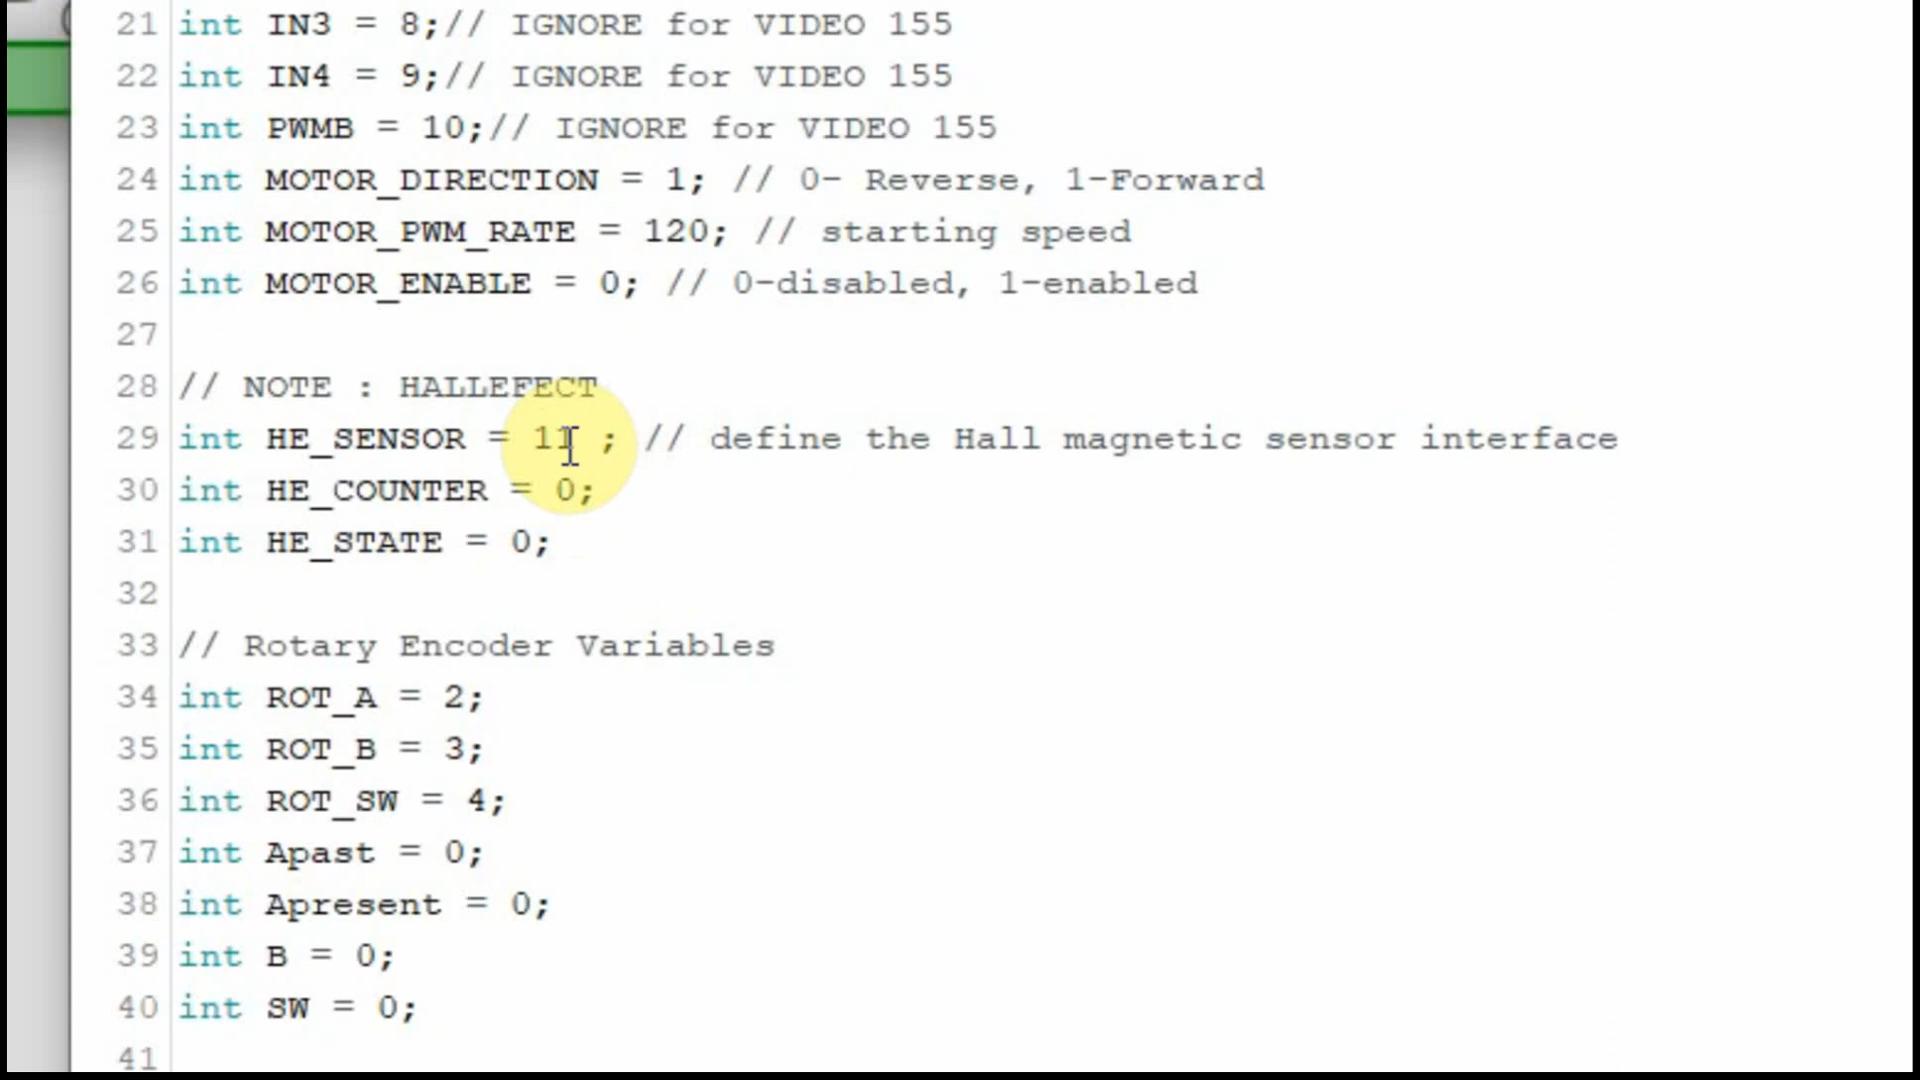 21 int IN3 = 8;// IGNORE for VIDEO 155
22 int IN4 = 9;// IGNORE for VIDEO 155
23 int PWMB = 10;// IGNORE for VIDEO 155
24 int MOTOR_DIRECTION = 1; // 0- Reverse, 1-Forward
25 int MOTOR_PWM_RATE = 120; // starting speed
26 int MOTOR_ENABLE = 0; // 0-disabled, 1-enabled
27
28 // NOTE : HALLEFECT
29 int HE_SENSOR = 11 ; // define the Hall magnetic sensor interface
30 int HE_COUNTER = 0;
31 int HE_STATE = 0;
32
33 // Rotary Encoder Variables
34 int ROT_A = 2;
35 int ROT_B = 3;
36 int ROT_SW = 4;
37 int Apast = 0;
38 int Apresent = 0;
39 int B = 0;
40 int SW = 0;
41